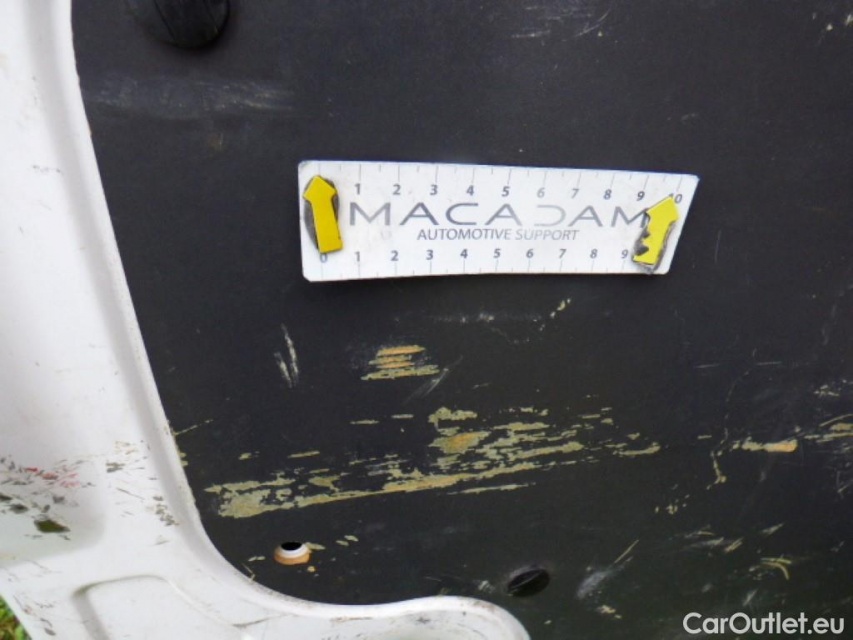 1 2 3 4 5 6 7 8 9 10
MACADAM
AUTOMOTIVE SUPPORT
0 1 2 3 4 5 6 7 8 9
CarOutlet.eu